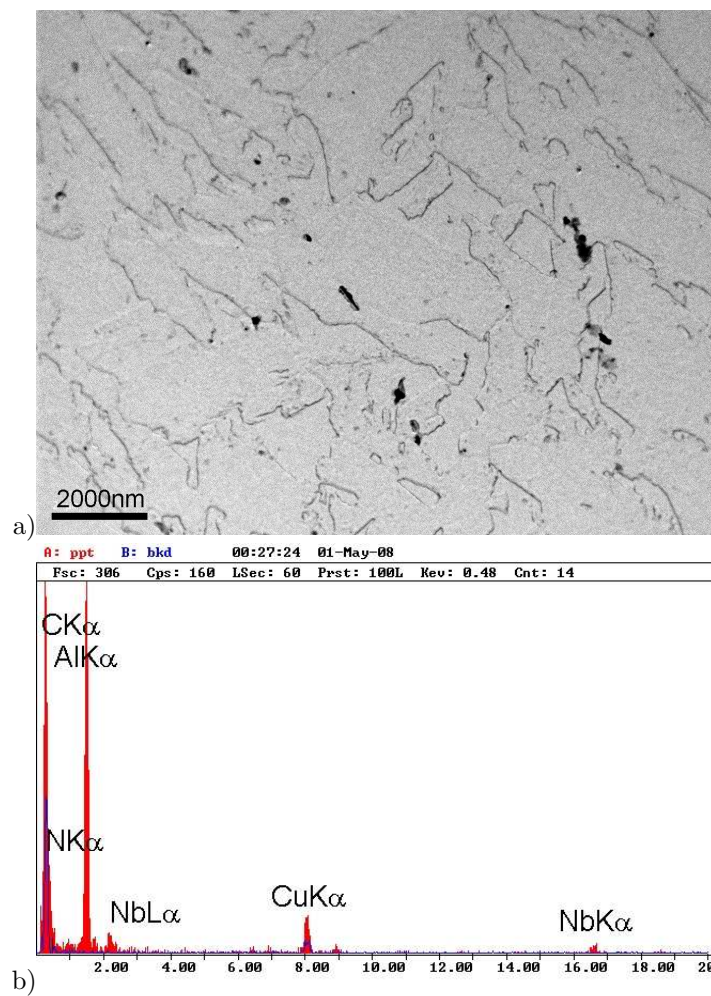 2000nm
a)
A: ppt B: bkd 00:27:24 01-May-08
Fsc: 306 Cps: 160 LSec: 60 Prst: 100L Kev: 0.48 Cnt: 14
CKα
AlKα
NKα
NbLα
CuKα
NbKα
2.00 4.00 6.00 8.00 10.00 12.00 14.00 16.00 18.00 20
b)